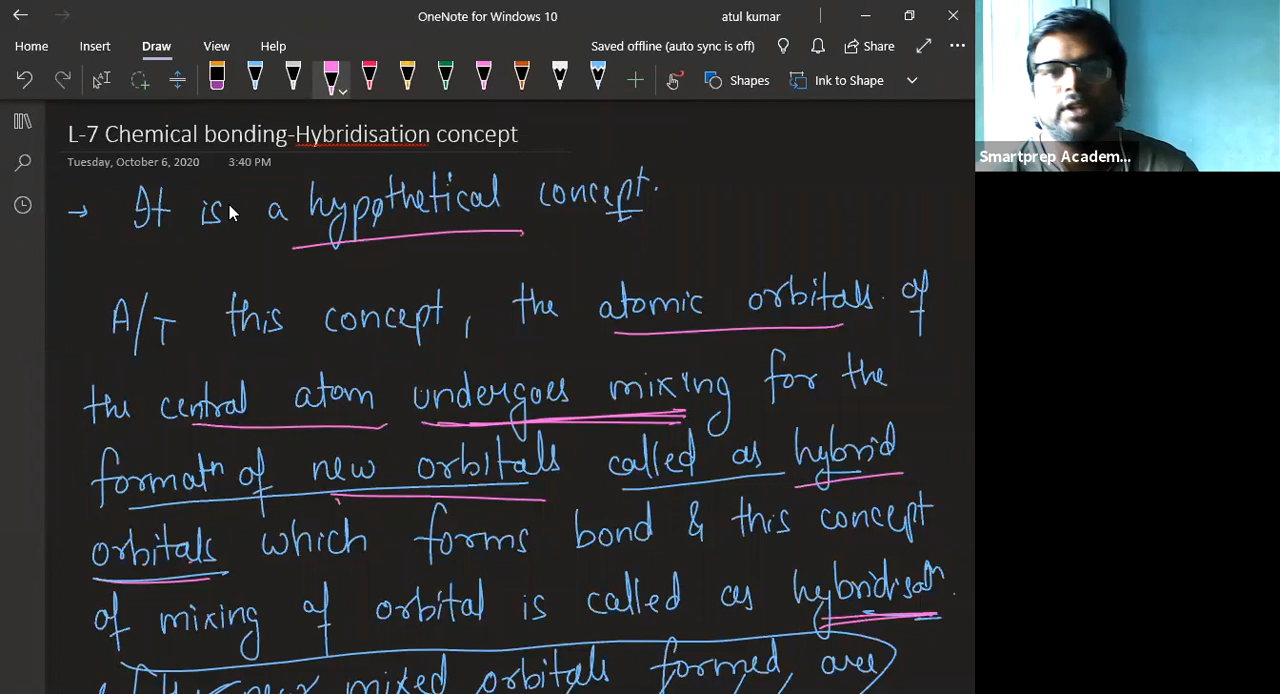 OneNote for Windows 10
atul kumar
Home Insert Draw View Help
Saved offline (auto sync is off)
Share
Shapes
Ink to Shape
L-7 Chemical bonding-Hybridisation concept
Tuesday, October 6, 2020 3:40 PM
→ It is a hypothetical concept.
A/T this concept, the atomic orbitals of
the central atom undergoes mixing for the
formatⁿ of new orbitals called as hybrid
orbitals which forms bond & this concept
of mixing of orbital is called as hybridisatⁿ.
new mixed orbitals formed, are
Smartprep Academ...